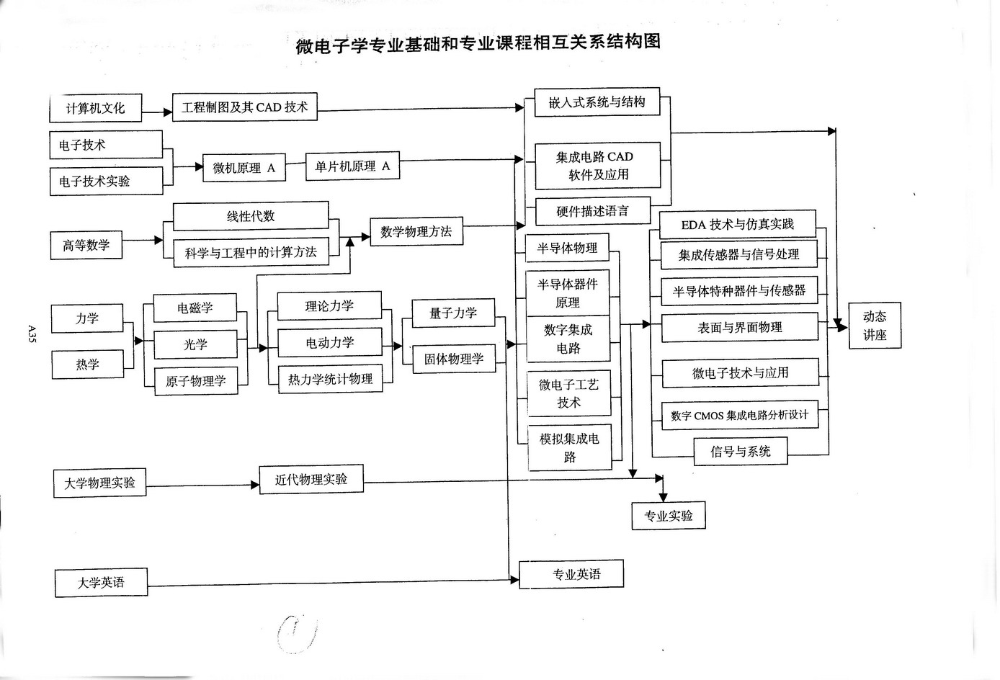 微电子学专业基础和专业课程相互关系结构图
计算机文化
工程制图及其 CAD 技术
嵌入式系统与结构
电子技术
电子技术实验
微机原理 A
单片机原理 A
集成电路 CAD
软件及应用
硬件描述语言
高等数学
线性代数
科学与工程中的计算方法
数学物理方法
半导体物理
半导体器件
原理
数字集成
电路
微电子工艺
技术
模拟集成电
路
EDA 技术与仿真实践
集成传感器与信号处理
半导体特种器件与传感器
表面与界面物理
微电子技术与应用
数字 CMOS 集成电路分析设计
信号与系统
动态
讲座
力学
热学
电磁学
光学
原子物理学
理论力学
电动力学
热力学统计物理
量子力学
固体物理学
A35
大学物理实验
近代物理实验
专业实验
大学英语
专业英语